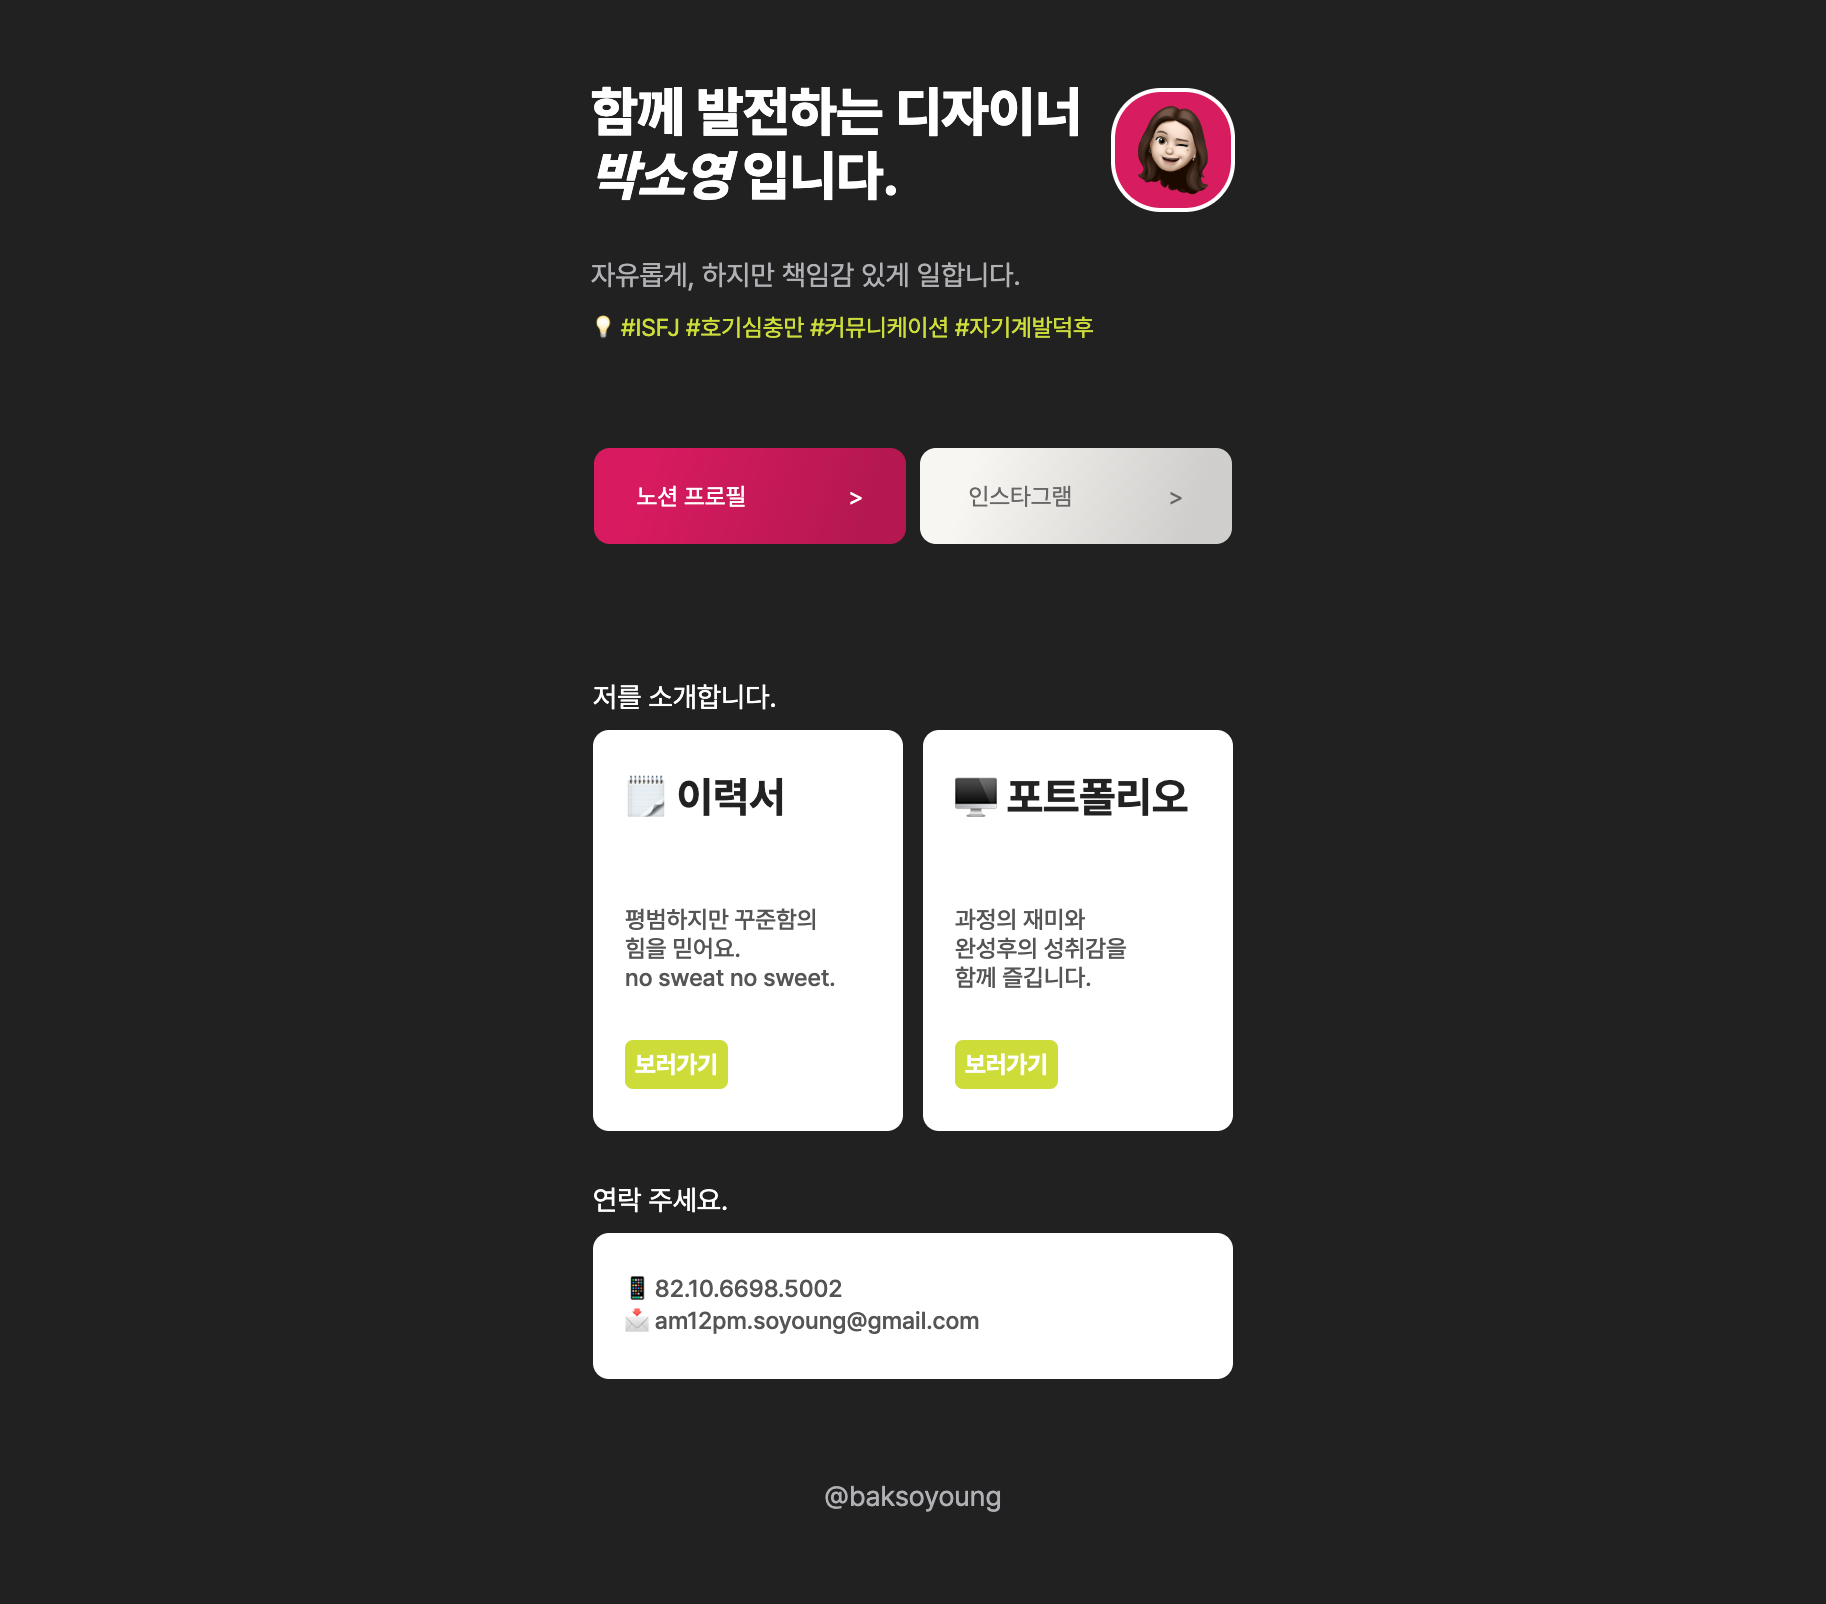 함께 발전하는 디자이너
박소영 입니다.
자유롭게, 하지만 책임감 있게 일합니다.
💡 #ISFJ #호기심충만 #커뮤니케이션 #자기계발덕후
노션 프로필 >
인스타그램 >
저를 소개합니다.
🗒️ 이력서
평범하지만 꾸준함의
힘을 믿어요.
no sweat no sweet.
보러가기
🖥️ 포트폴리오
과정의 재미와
완성후의 성취감을
함께 즐깁니다.
보러가기
연락 주세요.
📱 82.10.6698.5002
📩 am12pm.soyoung@gmail.com
@baksoyoung